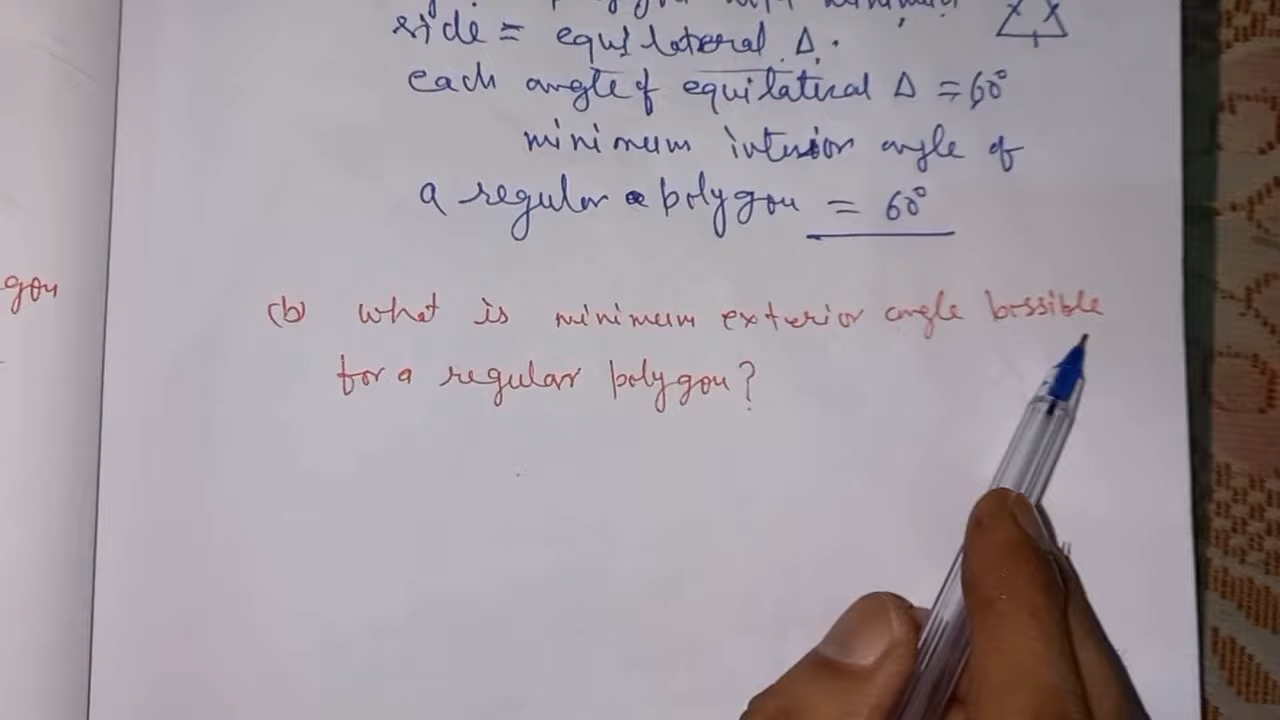 side = equilateral Δ.
each angle of equilateral Δ = 60°
minimum interior angle of
a regular polygon = 60°
gon
(b) What is minimum exterior angle possible
for a regular polygon?